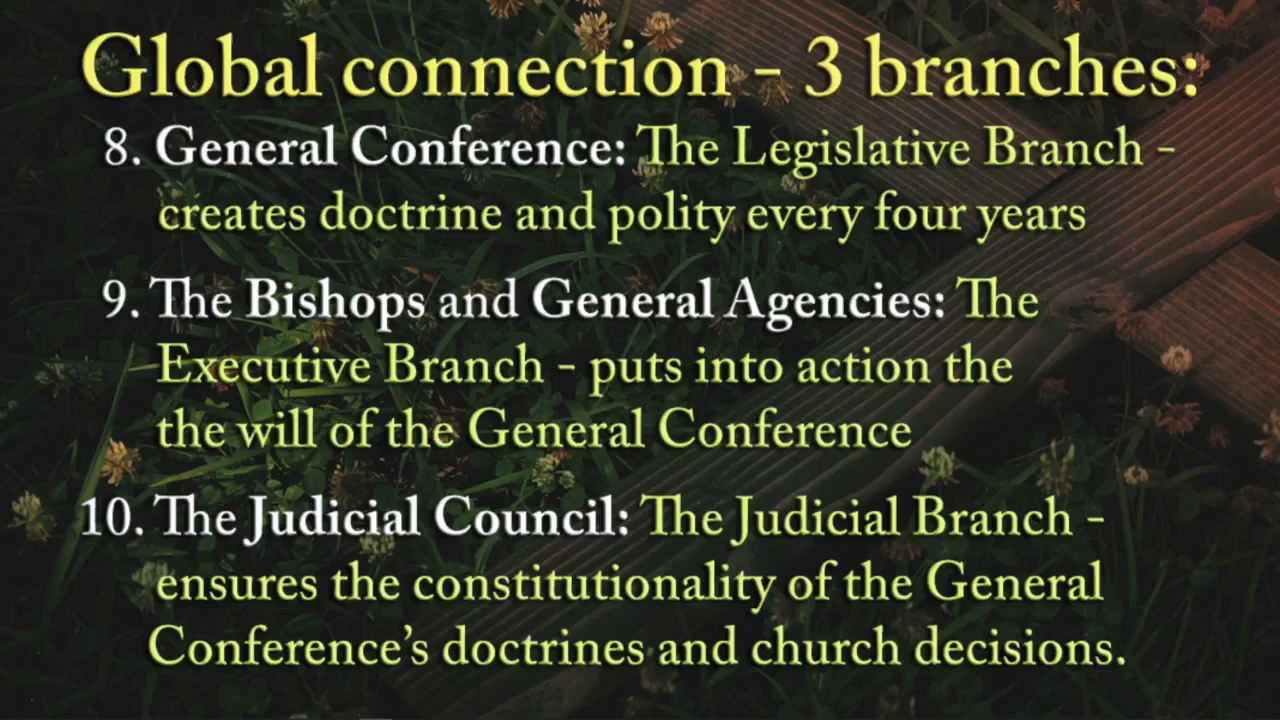 Global connection - 3 branches:
8. General Conference: The Legislative Branch -
creates doctrine and polity every four years
9. The Bishops and General Agencies: The
Executive Branch - puts into action the
the will of the General Conference
10. The Judicial Council: The Judicial Branch -
ensures the constitutionality of the General
Conference's doctrines and church decisions.